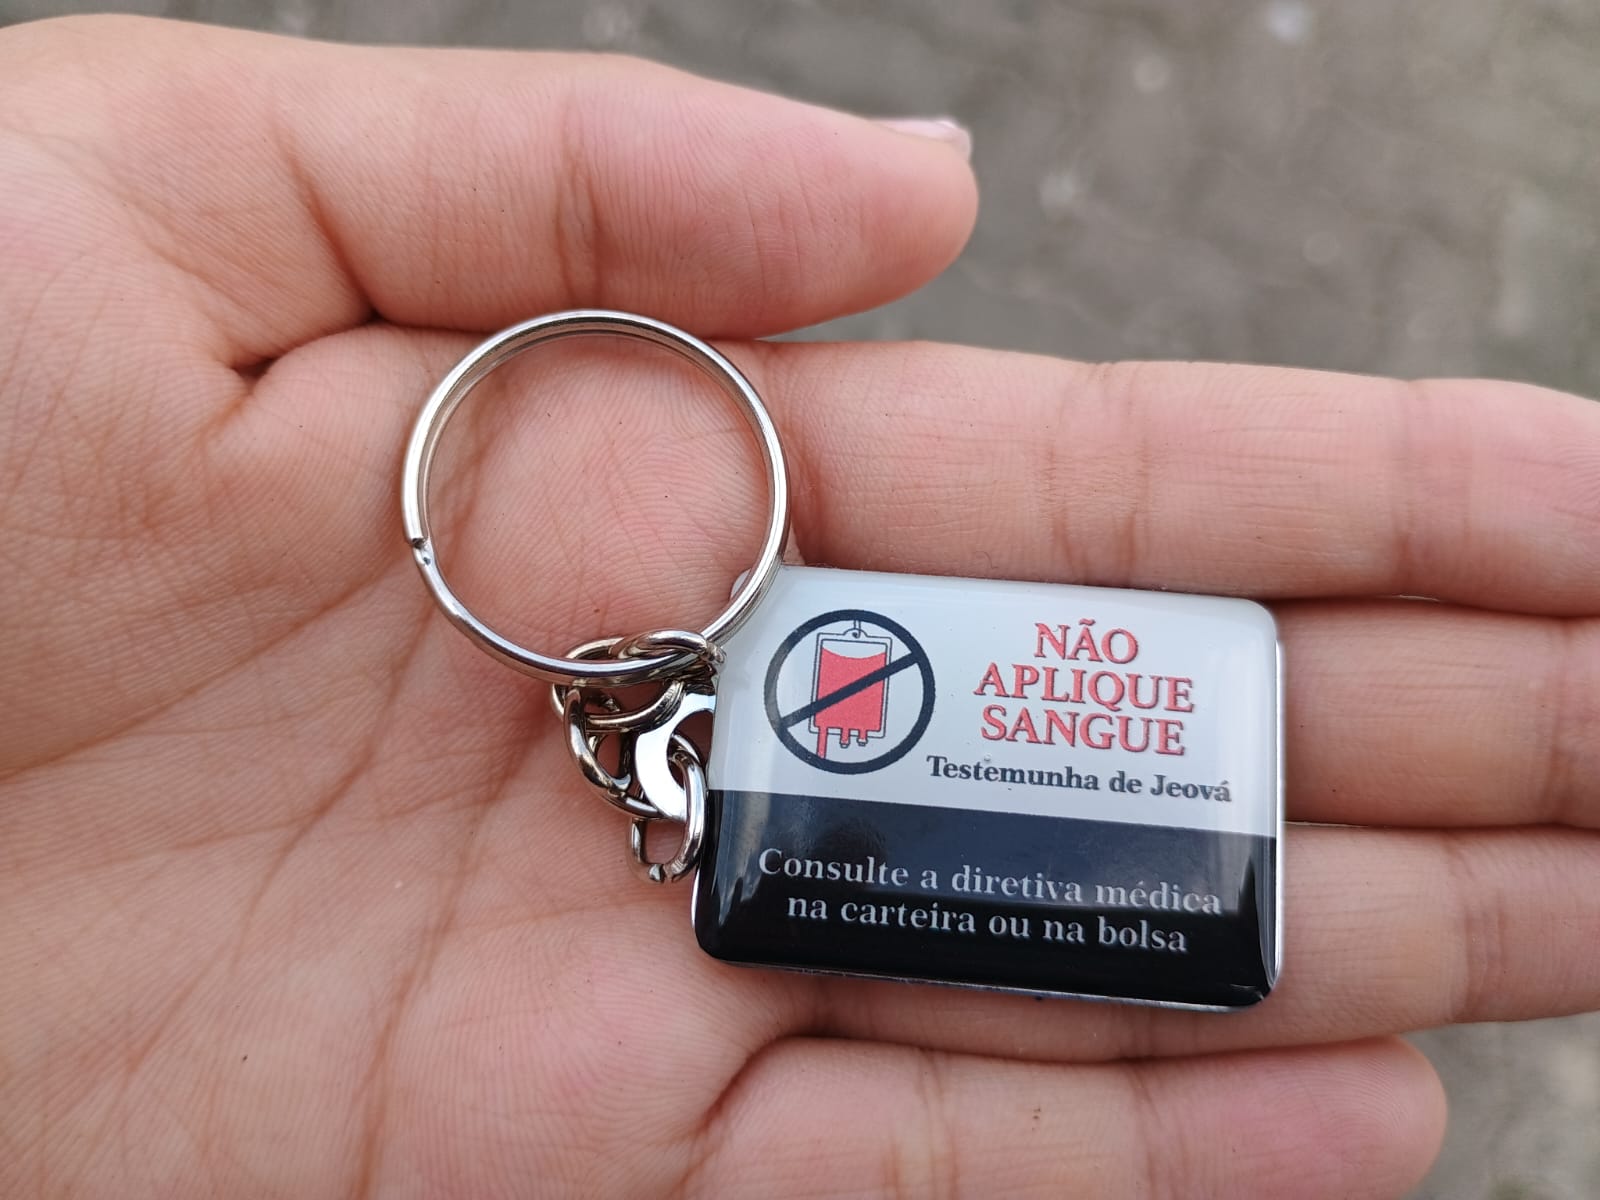 NÃO
APLIQUE
SANGUE
Testemunha de Jeová
Consulte a diretiva médica
na carteira ou na bolsa